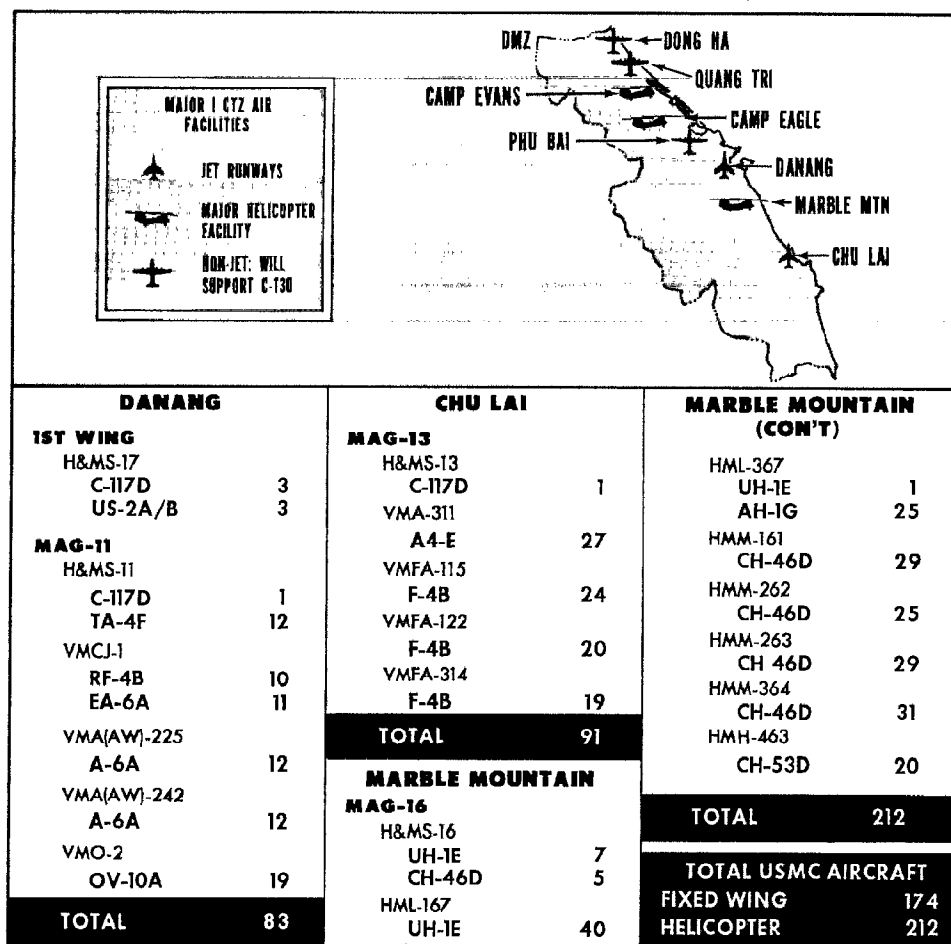 DMZ
DONG HA
QUANG TRI
CAMP EVANS
CAMP EAGLE
PHU BAI
DANANG
MARBLE MTN
CHU LAI
MAJOR I CTZ AIR
FACILITIES
JET RUNWAYS
MAJOR HELICOPTER
FACILITY
NON-JET: WILL
SUPPORT C-130
DANANG
1ST WING
H&MS-17
C-117D 3
US-2A/B 3
MAG-11
H&MS-11
C-117D 1
TA-4F 12
VMCJ-1
RF-4B 10
EA-6A 11
VMA(AW)-225
A-6A 12
VMA(AW)-242
A-6A 12
VMO-2
OV-10A 19
TOTAL 83
CHU LAI
MAG-13
H&MS-13
C-117D 1
VMA-311
A4-E 27
VMFA-115
F-4B 24
VMFA-122
F-4B 20
VMFA-314
F-4B 19
TOTAL 91
MARBLE MOUNTAIN
MAG-16
H&MS-16
UH-1E 7
CH-46D 5
HML-167
UH-1E 40
MARBLE MOUNTAIN
(CON'T)
HML-367
UH-1E 1
AH-1G 25
HMM-161
CH-46D 29
HMM-262
CH-46D 25
HMM-263
CH 46D 29
HMM-364
CH-46D 31
HMH-463
CH-53D 20
TOTAL 212
TOTAL USMC AIRCRAFT
FIXED WING 174
HELICOPTER 212